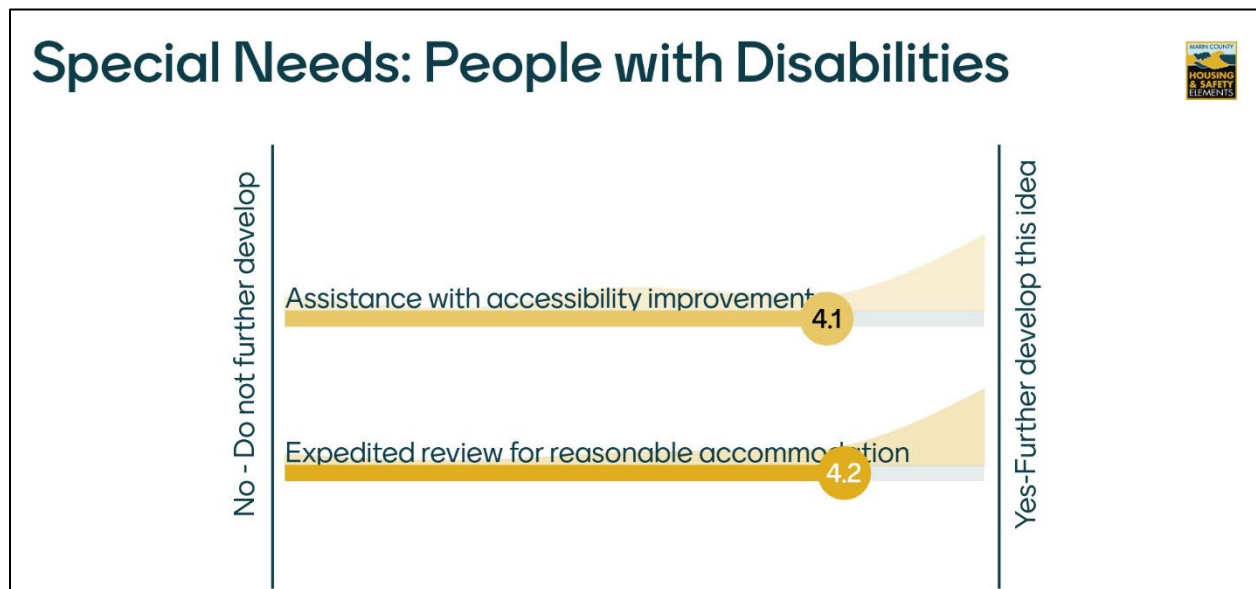 Special Needs: People with Disabilities
MARIN COUNTY
HOUSING
& SAFETY
ELEMENTS
No - Do not further develop
Assistance with accessibility improvement
4.1
Expedited review for reasonable accommodation
4.2
Yes-Further develop this idea